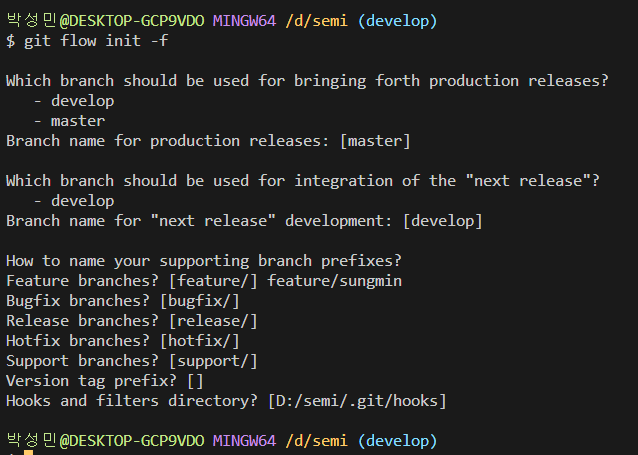 박성민@DESKTOP-GCP9VDO MINGW64 /d/semi (develop)
$ git flow init -f
Which branch should be used for bringing forth production releases?
- develop
- master
Branch name for production releases: [master]
Which branch should be used for integration of the "next release"?
- develop
Branch name for "next release" development: [develop]
How to name your supporting branch prefixes?
Feature branches? [feature/] feature/sungmin
Bugfix branches? [bugfix/]
Release branches? [release/]
Hotfix branches? [hotfix/]
Support branches? [support/]
Version tag prefix? []
Hooks and filters directory? [D:/semi/.git/hooks]
박성민@DESKTOP-GCP9VDO MINGW64 /d/semi (develop)